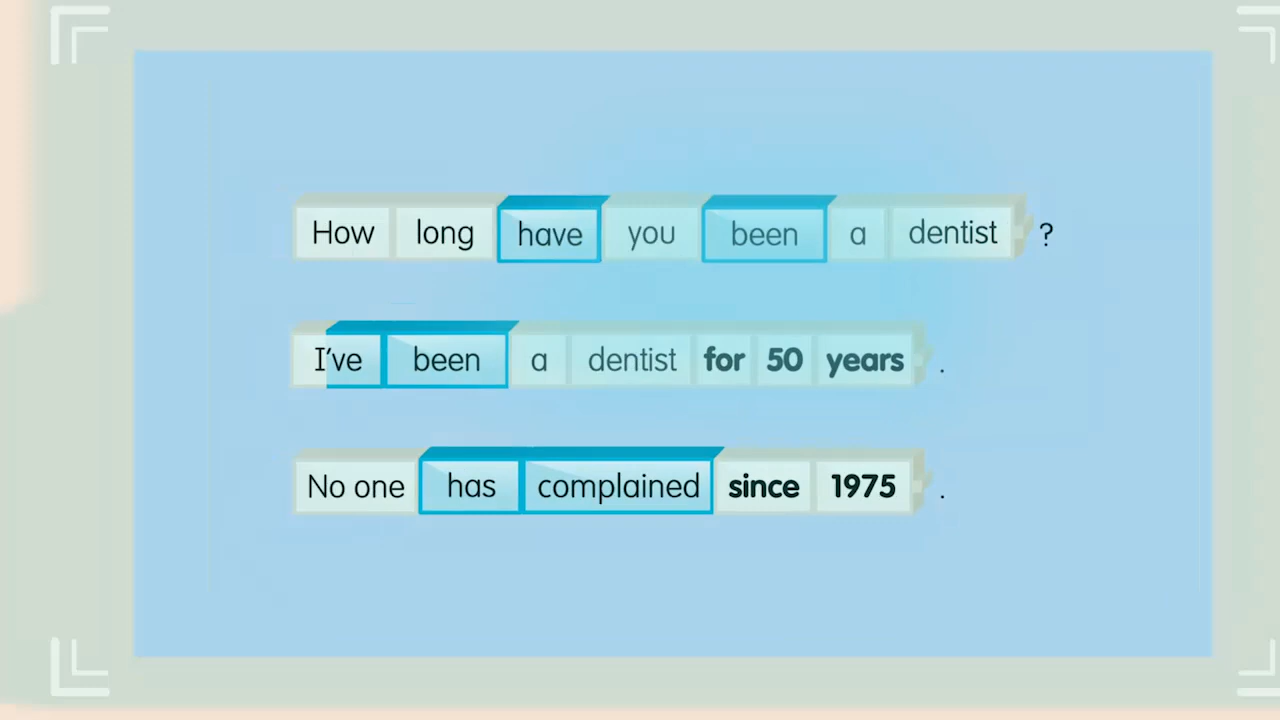 How long have you been a dentist ?
I've been a dentist for 50 years .
No one has complained since 1975 .